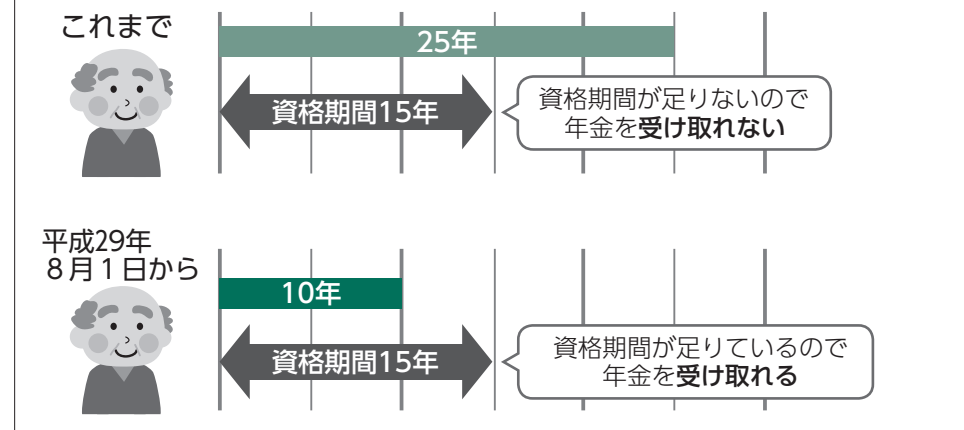 これまで
25年
資格期間15年
資格期間が足りないので
年金を受け取れない
平成29年
８月１日から
10年
資格期間15年
資格期間が足りているので
年金を受け取れる